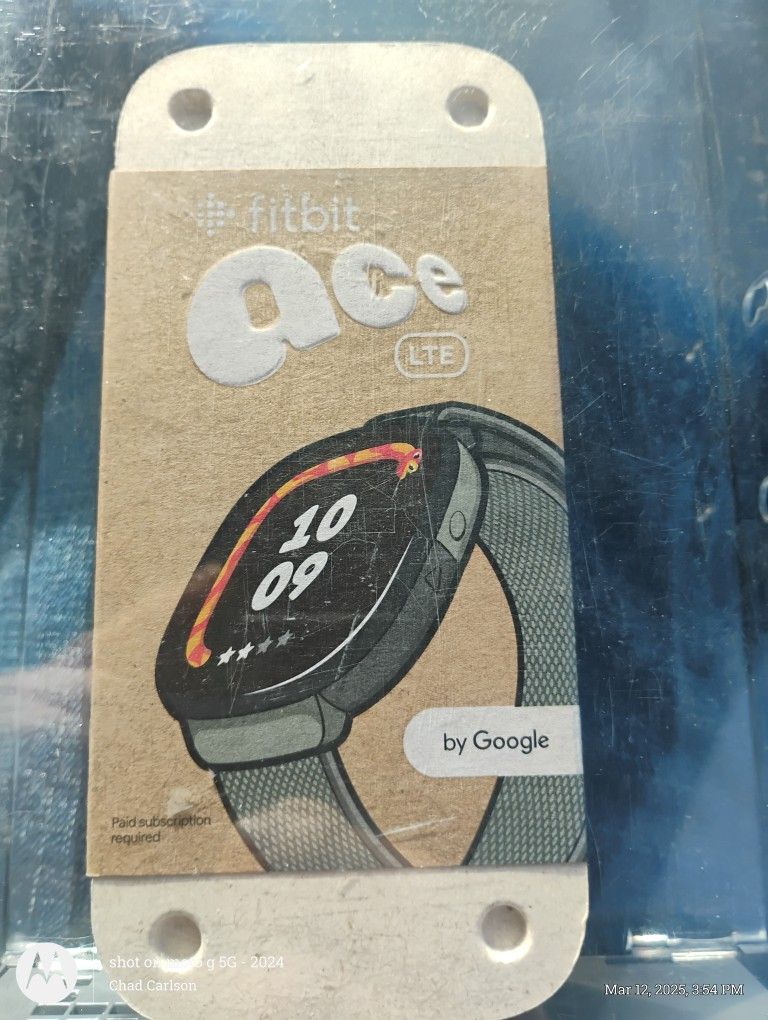 fitbit
ace
LTE
10
09
by Google
Paid subscription
required
shot on g 5G - 2024
Chad Carlson
Mar 12, 2025, 3:54 PM